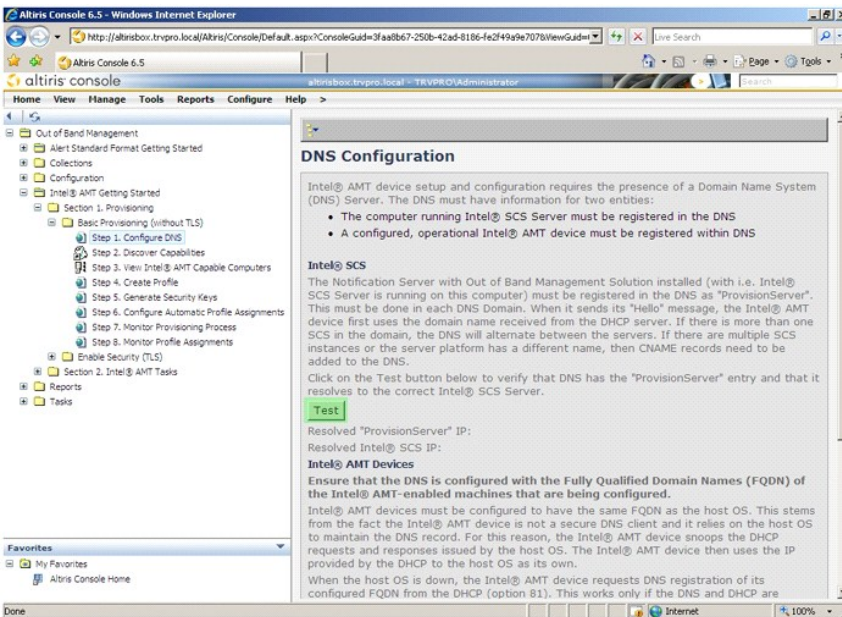 Altiris Console 6.5 - Windows Internet Explorer
http://altirisbox.trvpro.local/Altiris/Console/Default.aspx?ConsoleGuid=3faa8b67-250b-42ad-8186-fe2f49a9e707&ViewGuid=
Live Search
Altiris Console 6.5
Page
Tools
altiris console
altirisbox.trvpro.local - TRVPRO\Administrator
Search
Home View Manage Tools Reports Configure Help >
Out of Band Management
Alert Standard Format Getting Started
Collections
Configuration
Intel® AMT Getting Started
Section 1. Provisioning
Basic Provisioning (without TLS)
Step 1. Configure DNS
Step 2. Discover Capabilities
Step 3. View Intel® AMT Capable Computers
Step 4. Create Profile
Step 5. Generate Security Keys
Step 6. Configure Automatic Profile Assignments
Step 7. Monitor Provisioning Process
Step 8. Monitor Profile Assignments
Enable Security (TLS)
Section 2. Intel® AMT Tasks
Reports
Tasks
Favorites
My Favorites
Altiris Console Home
DNS Configuration
Intel® AMT device setup and configuration requires the presence of a Domain Name System
(DNS) Server. The DNS must have information for two entities:
• The computer running Intel® SCS Server must be registered in the DNS
• A configured, operational Intel® AMT device must be registered within DNS
Intel® SCS
The Notification Server with Out of Band Management Solution installed (with i.e. Intel®
SCS Server is running on this computer) must be registered in the DNS as "ProvisionServer".
This must be done in each DNS Domain. When it sends its "Hello" message, the Intel® AMT
device first uses the domain name received from the DHCP server. If there is more than one
SCS in the domain, the DNS will alternate between the servers. If there are multiple SCS
instances or the server platform has a different name, then CNAME records need to be
added to the DNS.
Click on the Test button below to verify that DNS has the "ProvisionServer" entry and that it
resolves to the correct Intel® SCS Server.
Test
Resolved "ProvisionServer" IP:
Resolved Intel® SCS IP:
Intel® AMT Devices
Ensure that the DNS is configured with the Fully Qualified Domain Names (FQDN) of
the Intel® AMT-enabled machines that are being configured.
Intel® AMT devices must be configured to have the same FQDN as the host OS. This stems
from the fact the Intel® AMT device is not a secure DNS client and it relies on the host OS
to maintain the DNS record. For this reason, the Intel® AMT device snoops the DHCP
requests and responses issued by the host OS. The Intel® AMT device then uses the IP
provided by the DHCP to the host OS as its own.
When the host OS is down, the Intel® AMT device requests DNS registration of its
configured FQDN from the DHCP (option 81). This works only if the DNS and DHCP are
Done
Internet
100%